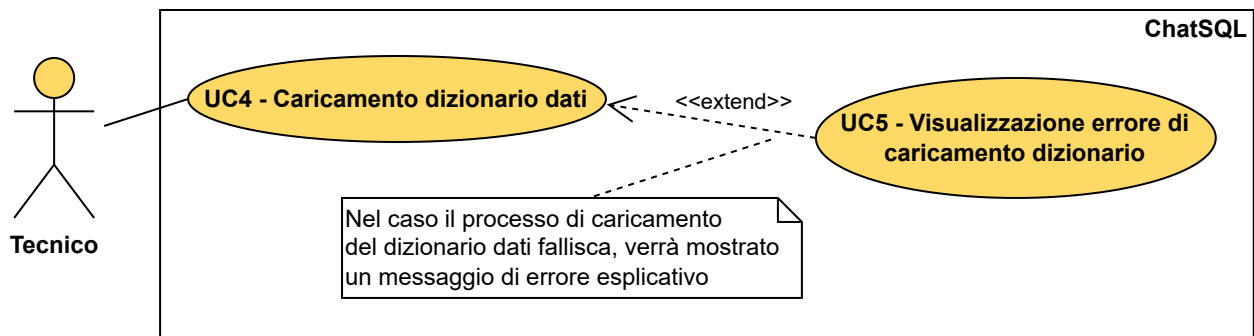 ChatSQL
UC4 - Caricamento dizionario dati
<<extend>>
UC5 - Visualizzazione errore di
caricamento dizionario
Tecnico
Nel caso il processo di caricamento
del dizionario dati fallisca, verrà mostrato
un messaggio di errore esplicativo